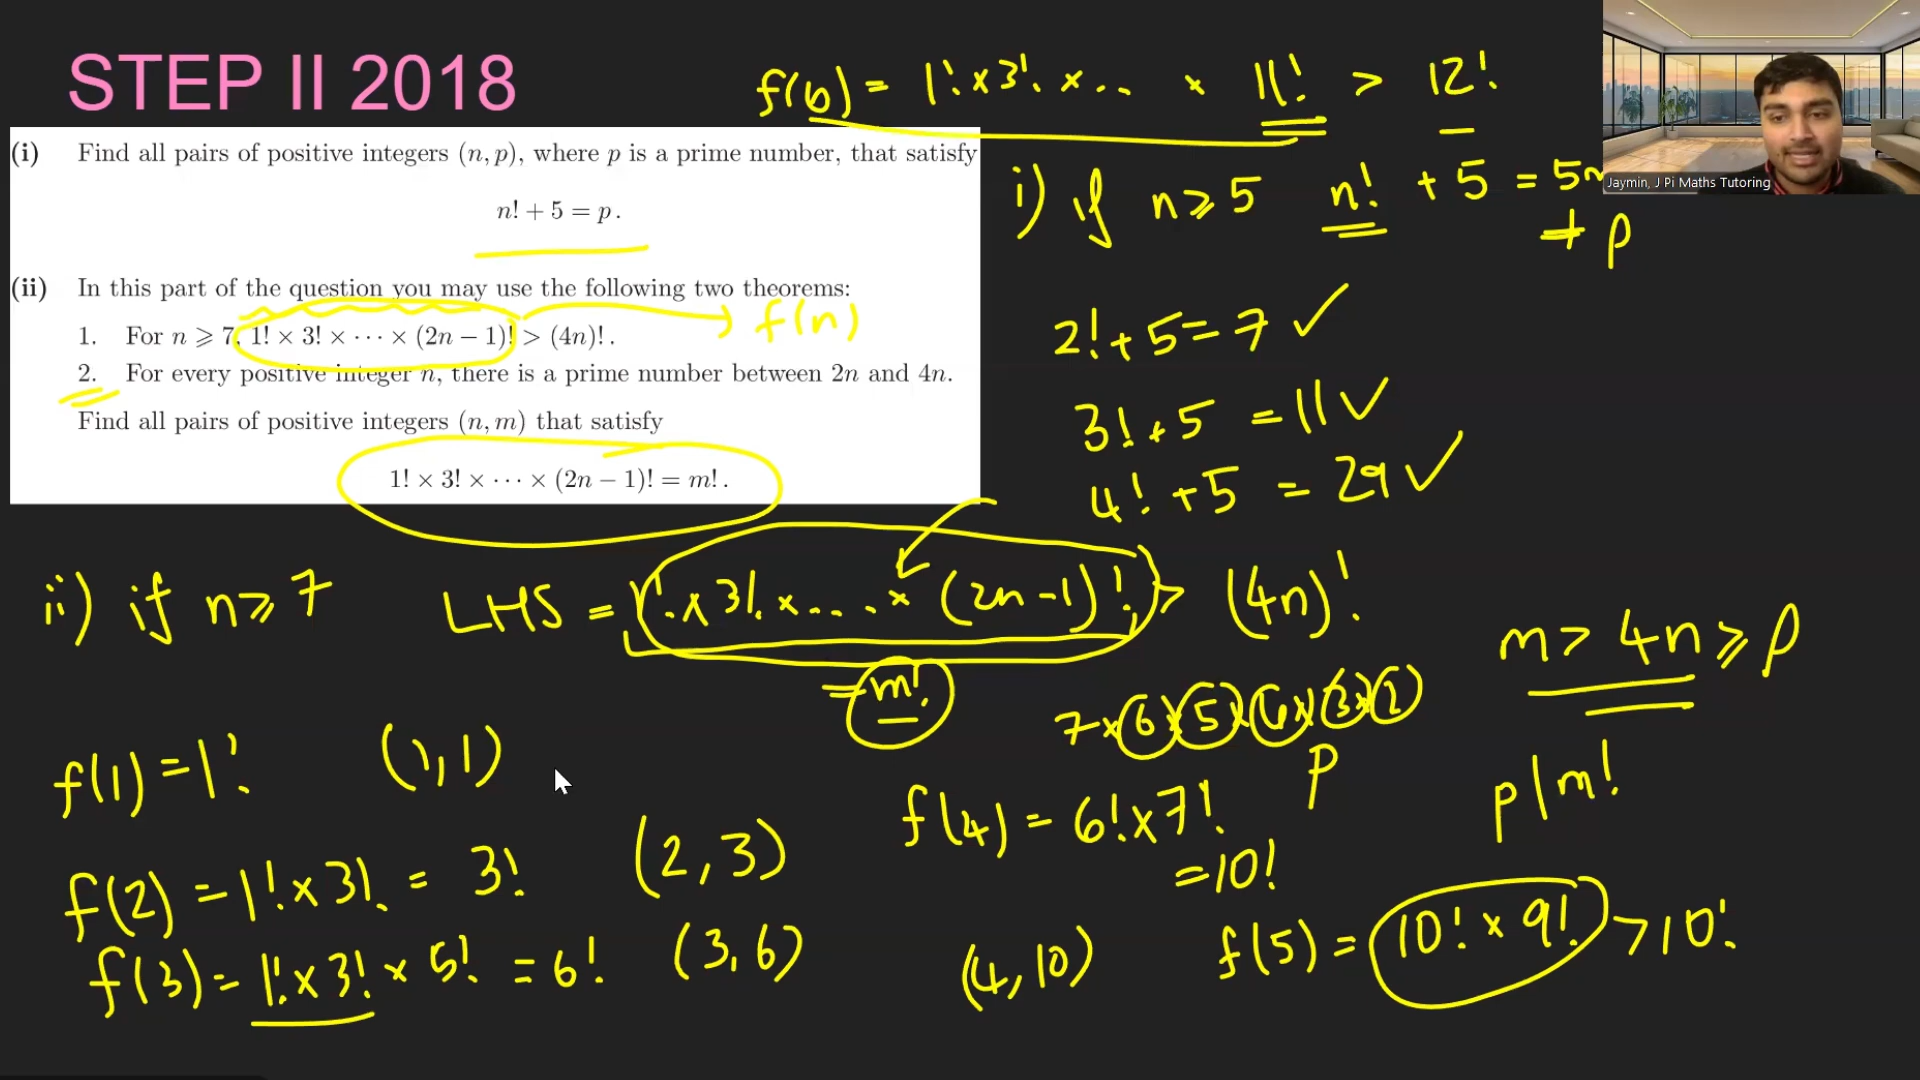 STEP II 2018
f(6) = 1! × 3! × ... × 11! > 12!
(i) Find all pairs of positive integers (n, p), where p is a prime number, that satisfy
n! + 5 = p.
(ii) In this part of the question you may use the following two theorems:
1. For n ⩾ 7, 1! × 3! × ··· × (2n − 1)! > (4n)!.
→ f(n)
2. For every positive integer n, there is a prime number between 2n and 4n.
Find all pairs of positive integers (n, m) that satisfy
1! × 3! × ··· × (2n − 1)! = m!.
Jaymin, J Pi Maths Tutoring
i) if n ⩾ 5 n! + 5 = 5m
≠ p
2! + 5 = 7 ✓
3! + 5 = 11 ✓
4! + 5 = 29 ✓
ii) if n ⩾ 7 LHS = 1! × 3! × ... × (2n − 1)! > (4n)!
= m!
m > 4n ⩾ p
p | m!
7 × 6 × 5 × 4 × 3 × 2
p
f(1) = 1! (1, 1)
f(2) = 1! × 3! = 3! (2, 3)
f(3) = 1! × 3! × 5! = 6! (3, 6)
f(4) = 6! × 7!
= 10!
(4, 10)
f(5) = 10! × 9! > 10!